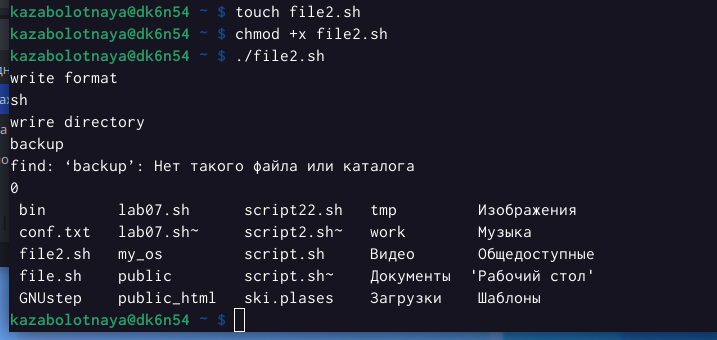 kazabolotnaya@dk6n54 ~ $ touch file2.sh
kazabolotnaya@dk6n54 ~ $ chmod +x file2.sh
kazabolotnaya@dk6n54 ~ $ ./file2.sh
write format
sh
wrire directory
backup
find: ‘backup’: Нет такого файла или каталога
0
bin lab07.sh script22.sh tmp Изображения
conf.txt lab07.sh~ script2.sh~ work Музыка
file2.sh my_os script.sh Видео Общедоступные
file.sh public script.sh~ Документы 'Рабочий стол'
GNUstep public_html ski.plases Загрузки Шаблоны
kazabolotnaya@dk6n54 ~ $